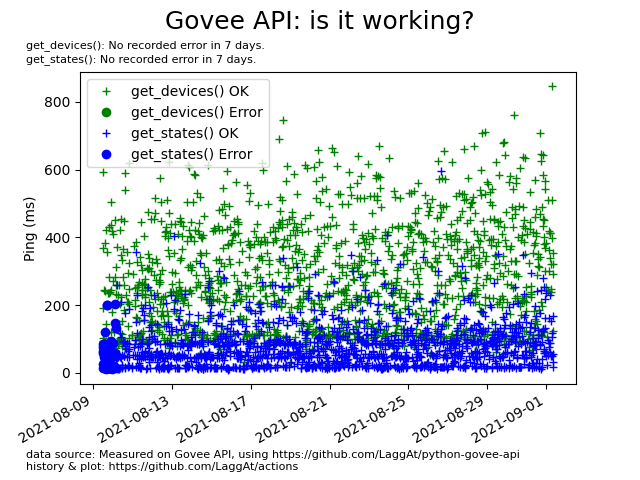 Govee API: is it working?
get_devices(): No recorded error in 7 days.
get_states(): No recorded error in 7 days.
get_devices() OK
get_devices() Error
get_states() OK
get_states() Error
Ping (ms)
800
600
400
200
0
2021-08-09
2021-08-13
2021-08-17
2021-08-21
2021-08-25
2021-08-29
2021-09-01
data source: Measured on Govee API, using https://github.com/LaggAt/python-govee-api
history & plot: https://github.com/LaggAt/actions